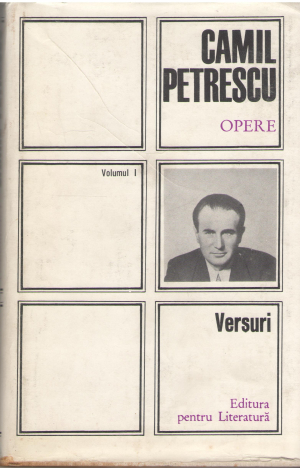 CAMIL
PETRESCU
OPERE
Volumul I
Versuri
Editura
pentru Literatură